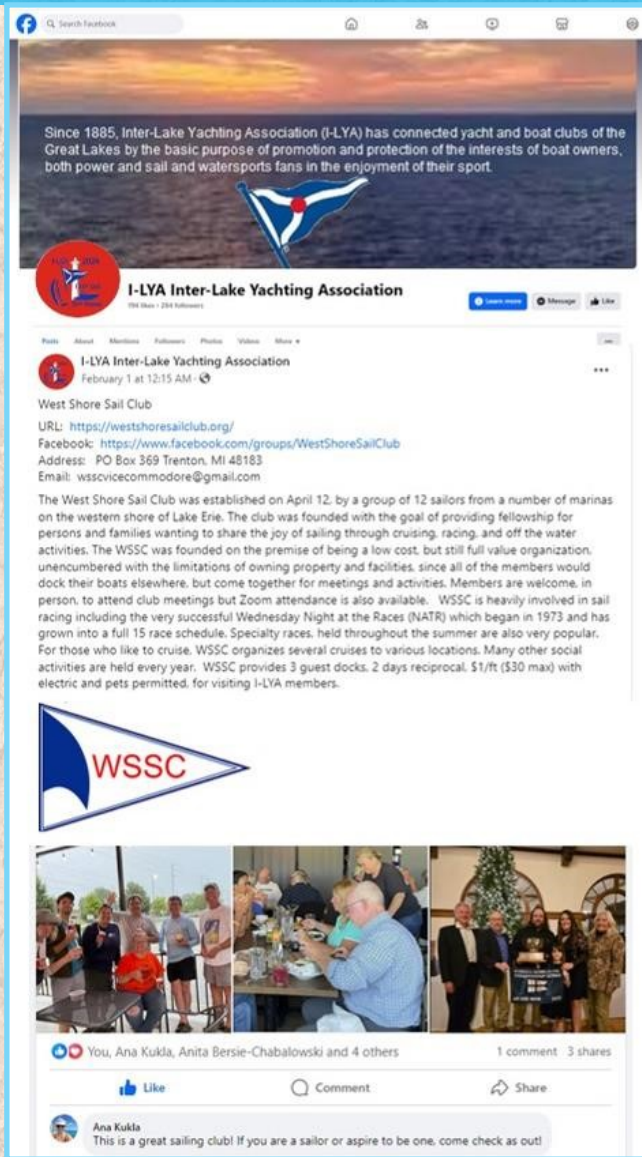 Search Facebook
Since 1885, Inter-Lake Yachting Association (I-LYA) has connected yacht and boat clubs of the
Great Lakes by the basic purpose of promotion and protection of the interests of boat owners,
both power and sail and watersports fans in the enjoyment of their sport.
I-LYA Inter-Lake Yachting Association
194 likes • 284 followers
Learn more
Message
Like
Posts About Mentions Followers Photos Videos More
I-LYA Inter-Lake Yachting Association
February 1 at 12:15 AM ·
West Shore Sail Club
URL: https://westshoresailclub.org/
Facebook: https://www.facebook.com/groups/WestShoreSailClub
Address: PO Box 369 Trenton, MI 48183
Email: wsscvicecommodore@gmail.com
The West Shore Sail Club was established on April 12, by a group of 12 sailors from a number of marinas
on the western shore of Lake Erie. The club was founded with the goal of providing fellowship for
persons and families wanting to share the joy of sailing through cruising, racing, and off the water
activities. The WSSC was founded on the premise of being a low cost, but still full value organization,
unencumbered with the limitations of owning property and facilities, since all of the members would
dock their boats elsewhere, but come together for meetings and activities. Members are welcome, in
person, to attend club meetings but Zoom attendance is also available. WSSC is heavily involved in sail
racing including the very successful Wednesday Night at the Races (NATR) which began in 1973 and has
grown into a full 15 race schedule. Specialty races, held throughout the summer are also very popular.
For those who like to cruise, WSSC organizes several cruises to various locations. Many other social
activities are held every year. WSSC provides 3 guest docks, 2 days reciprocal, $1/ft ($30 max) with
electric and pets permitted, for visiting I-LYA members.
WSSC
You, Ana Kukla, Anita Bersie-Chabalowski and 4 others
1 comment 3 shares
Like
Comment
Share
Ana Kukla
This is a great sailing club! If you are a sailor or aspire to be one, come check as out!